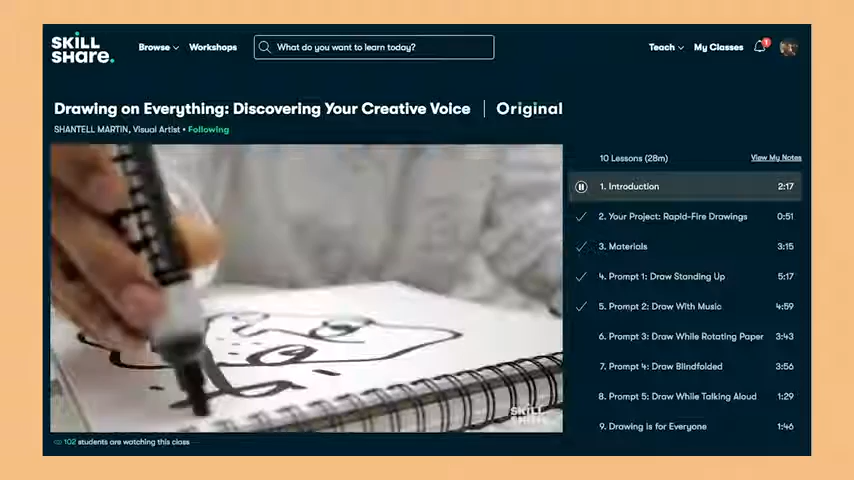 SKiLL
SHaRe.
Browse
Workshops
What do you want to learn today?
Teach
My Classes
1
Drawing on Everything: Discovering Your Creative Voice | Original
SHANTELL MARTIN, Visual Artist • Following
10 Lessons (28m)
View My Notes
1. Introduction 2:17
2. Your Project: Rapid-Fire Drawings 0:51
3. Materials 3:15
4. Prompt 1: Draw Standing Up 5:17
5. Prompt 2: Draw With Music 4:59
6. Prompt 3: Draw While Rotating Paper 3:43
7. Prompt 4: Draw Blindfolded 3:56
8. Prompt 5: Draw While Talking Aloud 1:29
9. Drawing is for Everyone 1:46
SKiLL
SHaRe.
102 students are watching this class